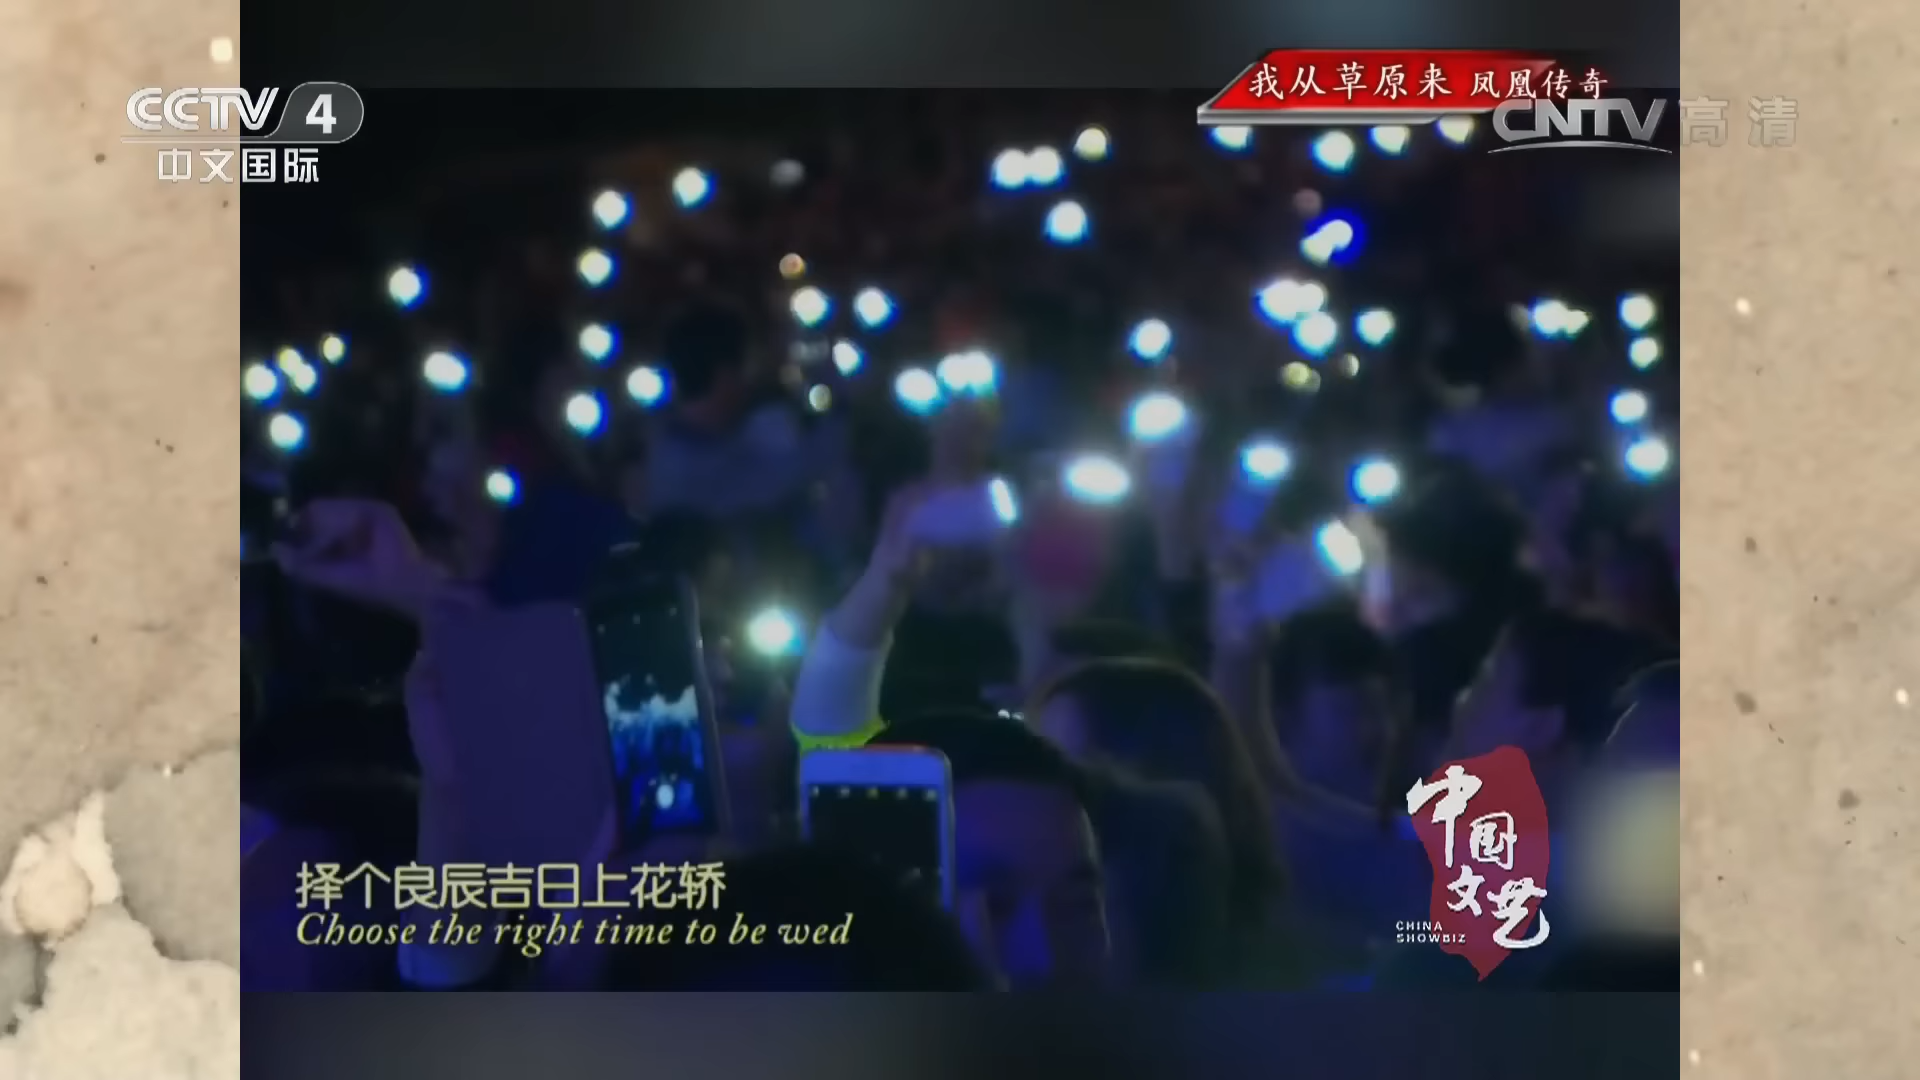 CCTV 4
中文国际
我从草原来 凤凰传奇
CNTV 高清
择个良辰吉日上花轿
Choose the right time to be wed
中国文艺
CHINA
SHOWBIZ